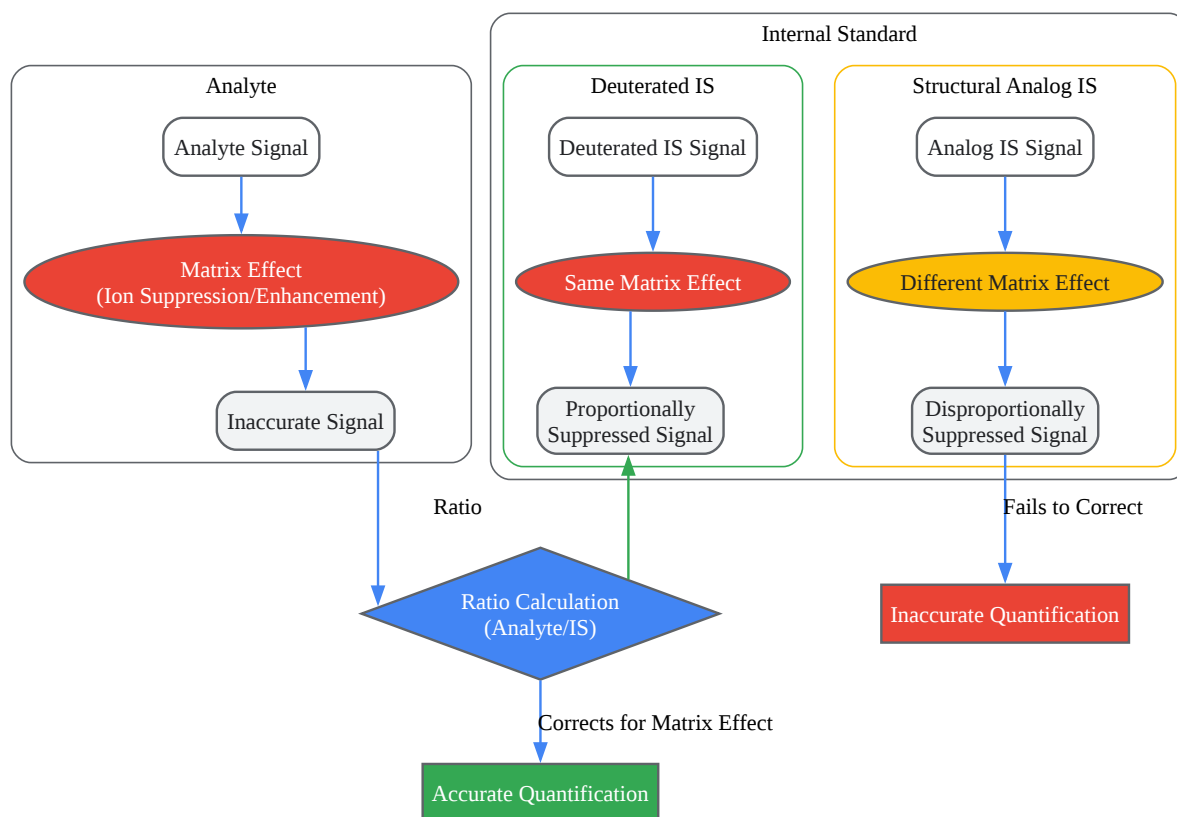 Internal Standard
Analyte
Analyte Signal
Matrix Effect
(Ion Suppression/Enhancement)
Inaccurate Signal
Deuterated IS
Deuterated IS Signal
Same Matrix Effect
Proportionally
Suppressed Signal
Structural Analog IS
Analog IS Signal
Different Matrix Effect
Disproportionally
Suppressed Signal
Ratio
Fails to Correct
Ratio Calculation
(Analyte/IS)
Inaccurate Quantification
Corrects for Matrix Effect
Accurate Quantification